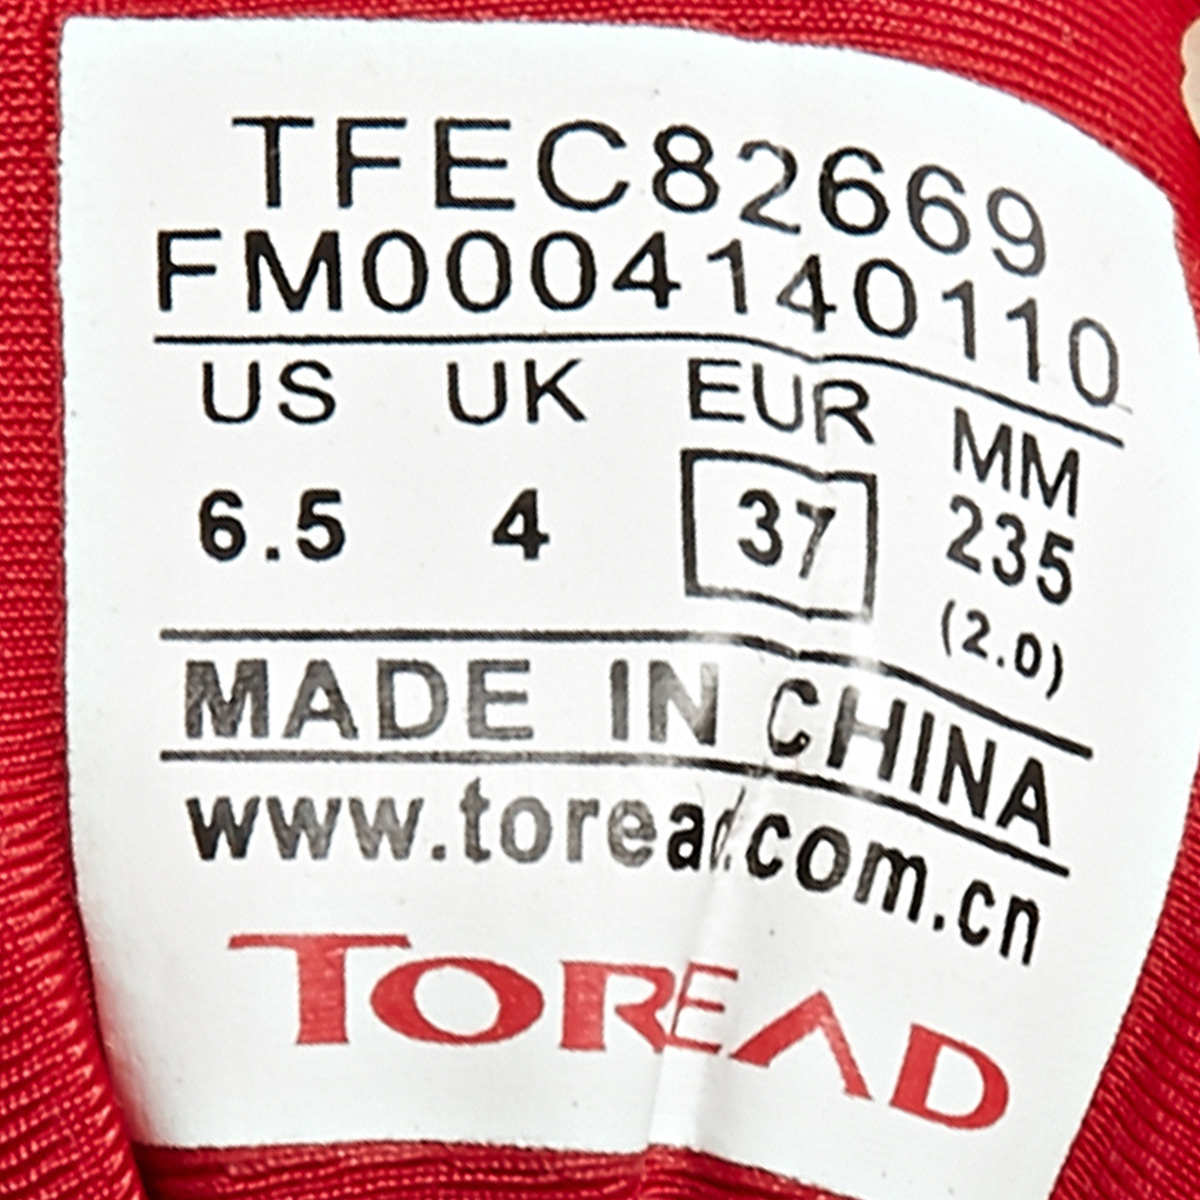 TFEC82669
FM0004140110
US UK EUR MM
6.5 4 37 235
(2.0)
MADE IN CHINA
www.toread.com.cn
TOREAD